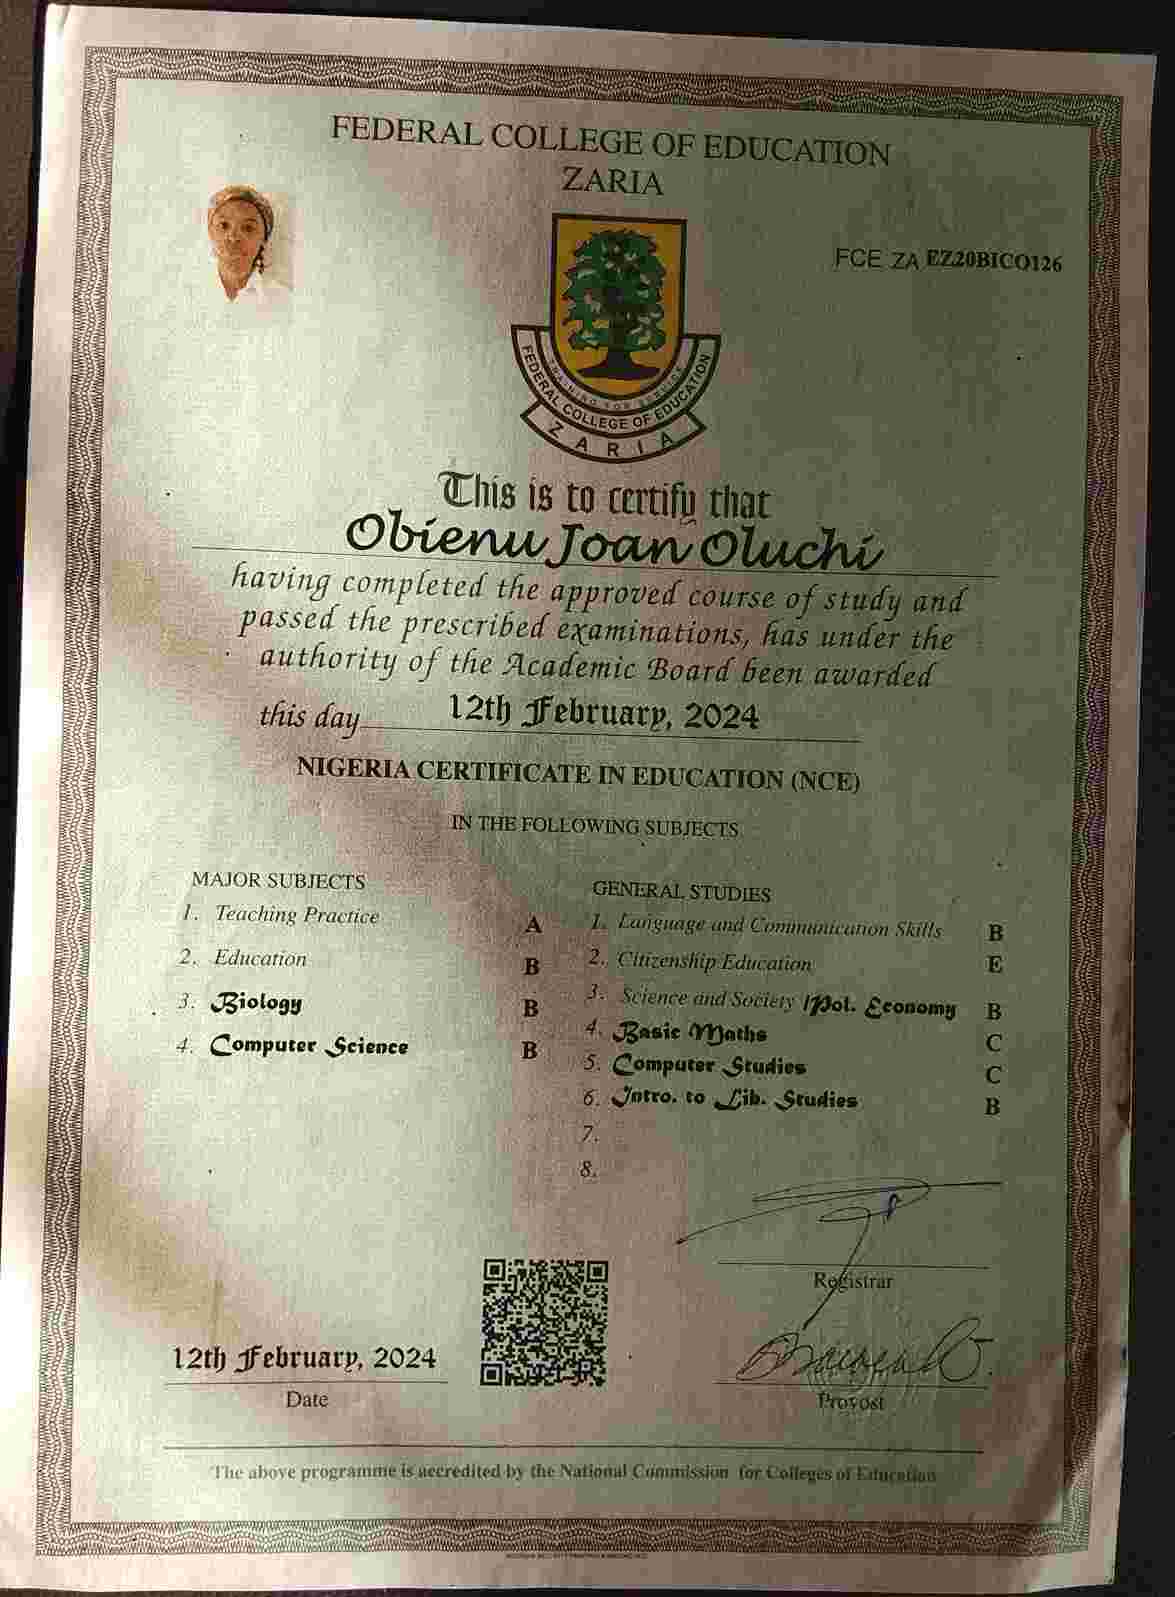 FEDERAL COLLEGE OF EDUCATION
ZARIA
FCE ZA EZ20BICO126
TRAINING FOR SERVICE
FEDERAL COLLEGE OF EDUCATION
ZARIA
This is to certify that
Obienu Joan Oluchi
having completed the approved course of study and
passed the prescribed examinations, has under the
authority of the Academic Board been awarded
this day 12th February, 2024
NIGERIA CERTIFICATE IN EDUCATION (NCE)
IN THE FOLLOWING SUBJECTS
MAJOR SUBJECTS
1. Teaching Practice A
2. Education B
3. Biology B
4. Computer Science B
GENERAL STUDIES
1. Language and Communication Skills B
2. Citizenship Education E
3. Science and Society /Pol. Economy B
4. Basic Maths C
5. Computer Studies C
6. Intro. to Lib. Studies B
7.
8.
Registrar
12th February, 2024
Date
Provost
The above programme is accredited by the National Commission for Colleges of Education